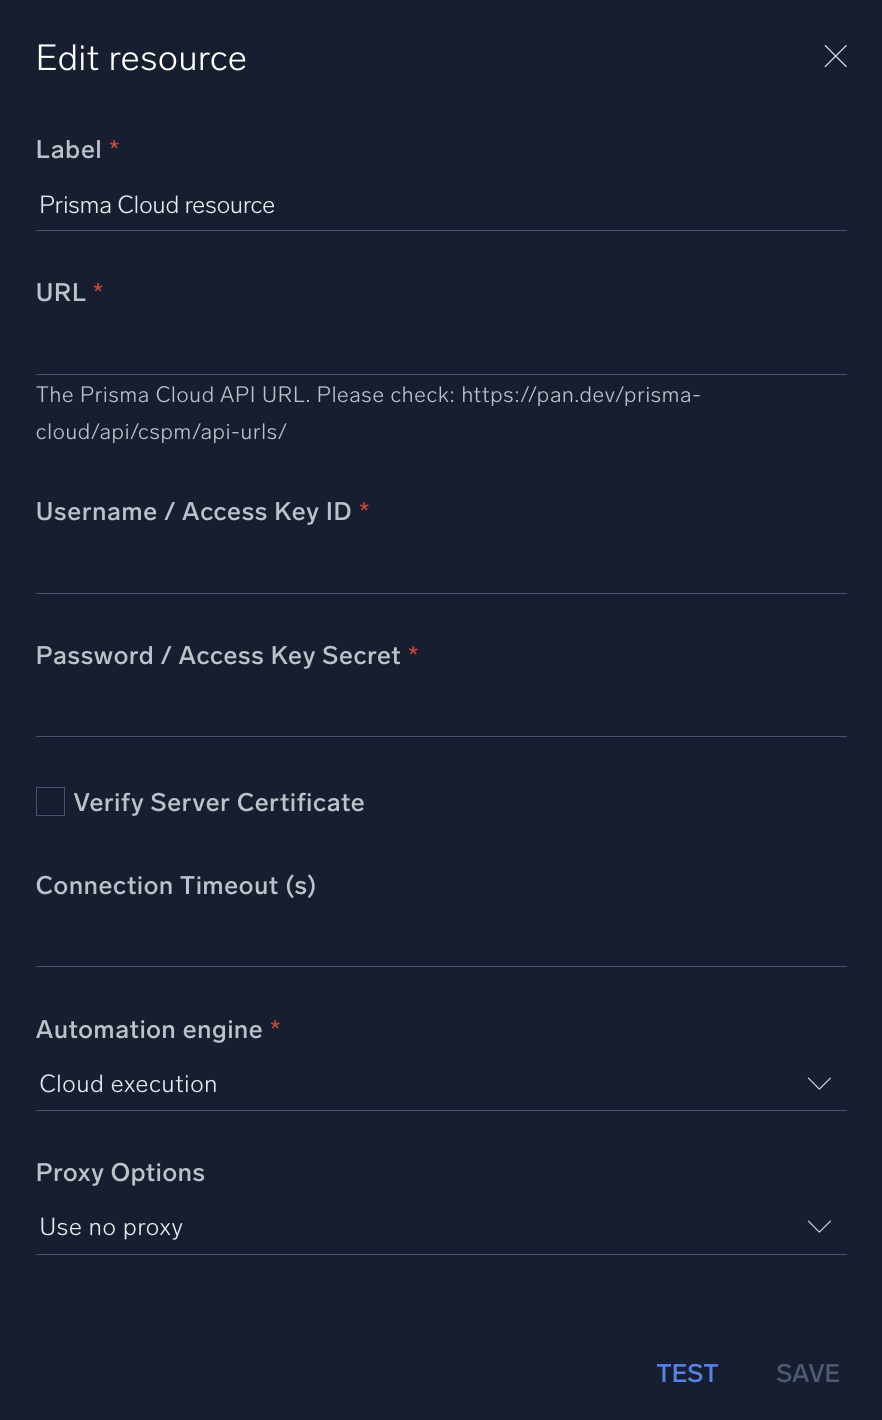 Edit resource
Label *
Prisma Cloud resource
URL *
The Prisma Cloud API URL. Please check: https://pan.dev/prisma-
cloud/api/cspm/api-urls/
Username / Access Key ID *
Password / Access Key Secret *
Verify Server Certificate
Connection Timeout (s)
Automation engine *
Cloud execution
Proxy Options
Use no proxy
TEST SAVE